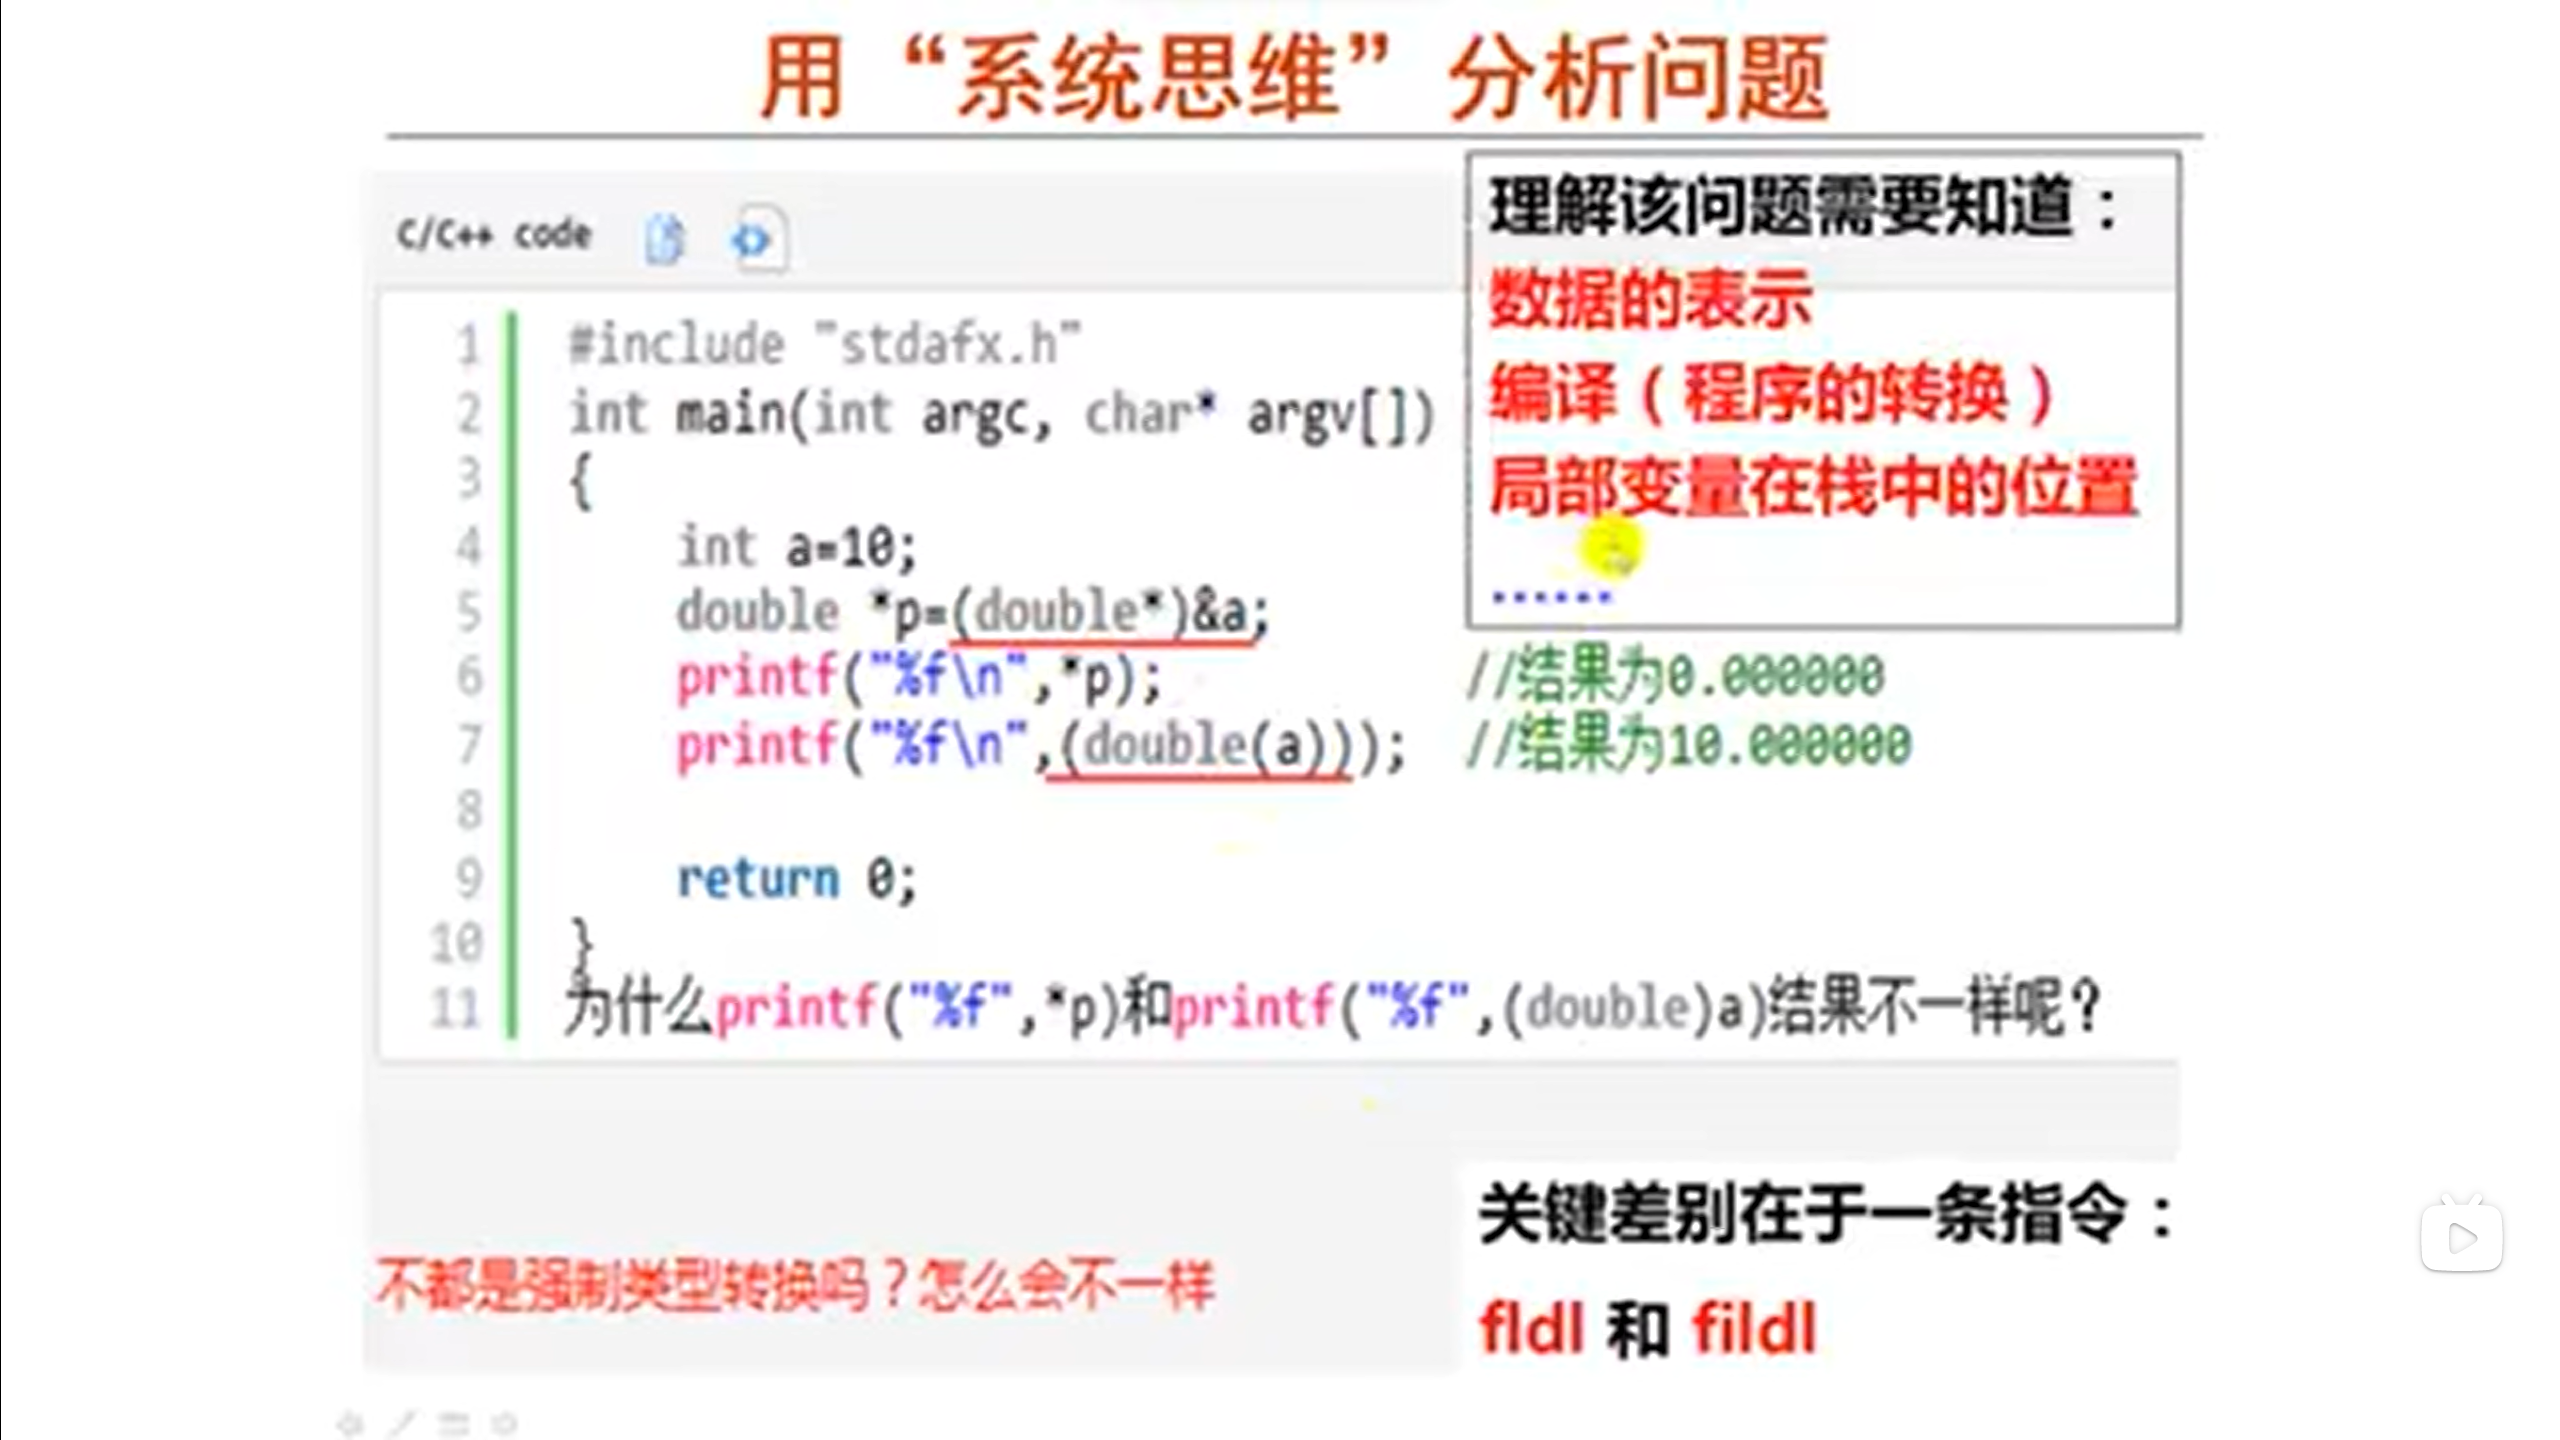 用“系统思维”分析问题
C/C++ code
理解该问题需要知道：
数据的表示
编译（程序的转换）
局部变量在栈中的位置
……
1 #include "stdafx.h"
2 int main(int argc, char* argv[])
3 {
4 int a=10;
5 double *p=(double*)&a;
6 printf("%f\n",*p); //结果为0.000000
7 printf("%f\n",(double(a))); //结果为10.000000
8
9 return 0;
10 }
11 为什么printf("%f",*p)和printf("%f",(double)a)结果不一样呢？
不都是强制类型转换吗？怎么会不一样
关键差别在于一条指令：
fldl 和 fildl